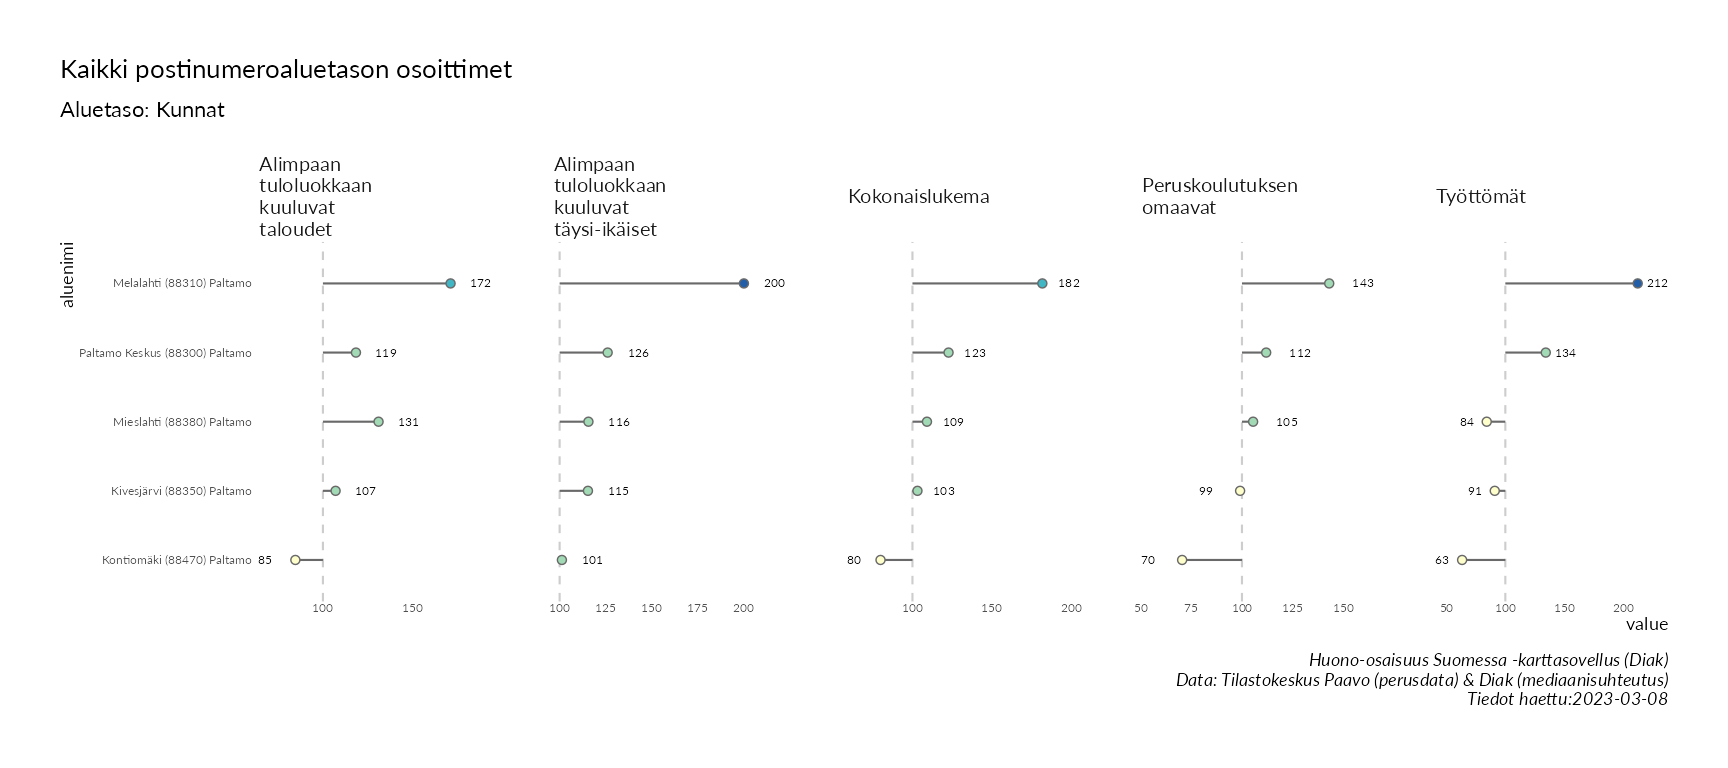 Kaikki postinumeroaluetason osoittimet
Aluetaso: Kunnat
Alimpaan
tuloluokkaan
kuuluvat
taloudet
Alimpaan
tuloluokkaan
kuuluvat
täysi-ikäiset
Kokonaislukema
Peruskoulutuksen
omaavat
Työttömät
aluenimi
Melalahti (88310) Paltamo 172 200 182 143 212
Paltamo Keskus (88300) Paltamo 119 126 123 112 134
Mieslahti (88380) Paltamo 131 116 109 105 84
Kivesjärvi (88350) Paltamo 107 115 103 99 91
Kontiomäki (88470) Paltamo 85 101 80 70 63
100 150 100 125 150 175 200 100 150 200 50 75 100 125 150 50 100 150 200
value
Huono-osaisuus Suomessa -karttasovellus (Diak)
Data: Tilastokeskus Paavo (perusdata) & Diak (mediaanisuhteutus)
Tiedot haettu:2023-03-08